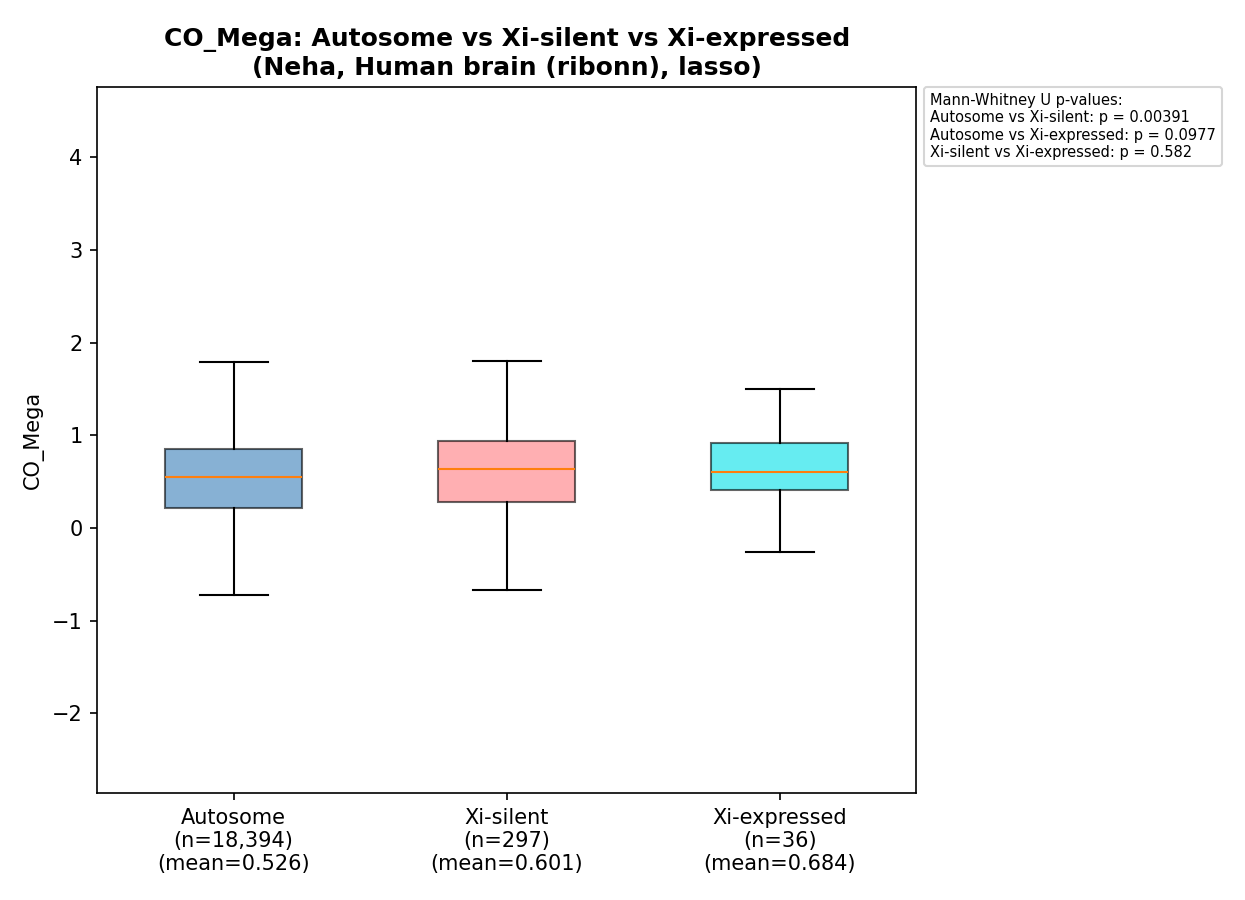 CO_Mega: Autosome vs Xi-silent vs Xi-expressed
(Neha, Human brain (ribonn), lasso)
Mann-Whitney U p-values:
Autosome vs Xi-silent: p = 0.00391
Autosome vs Xi-expressed: p = 0.0977
Xi-silent vs Xi-expressed: p = 0.582
CO_Mega
4
3
2
1
0
−1
−2
Autosome
(n=18,394)
(mean=0.526)
Xi-silent
(n=297)
(mean=0.601)
Xi-expressed
(n=36)
(mean=0.684)